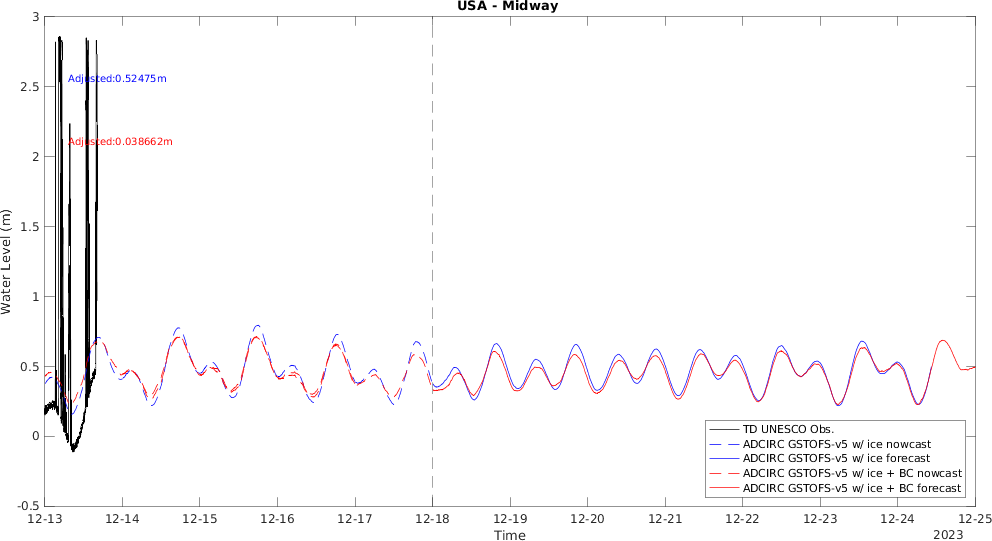 USA - Midway
3
2.5
2
1.5
1
0.5
0
-0.5
Water Level (m)
Adjusted:0.52475m
Adjusted:0.038662m
TD UNESCO Obs.
ADCIRC GSTOFS-v5 w/ ice nowcast
ADCIRC GSTOFS-v5 w/ ice forecast
ADCIRC GSTOFS-v5 w/ ice + BC nowcast
ADCIRC GSTOFS-v5 w/ ice + BC forecast
12-13 12-14 12-15 12-16 12-17 12-18 12-19 12-20 12-21 12-22 12-23 12-24 12-25
Time
2023